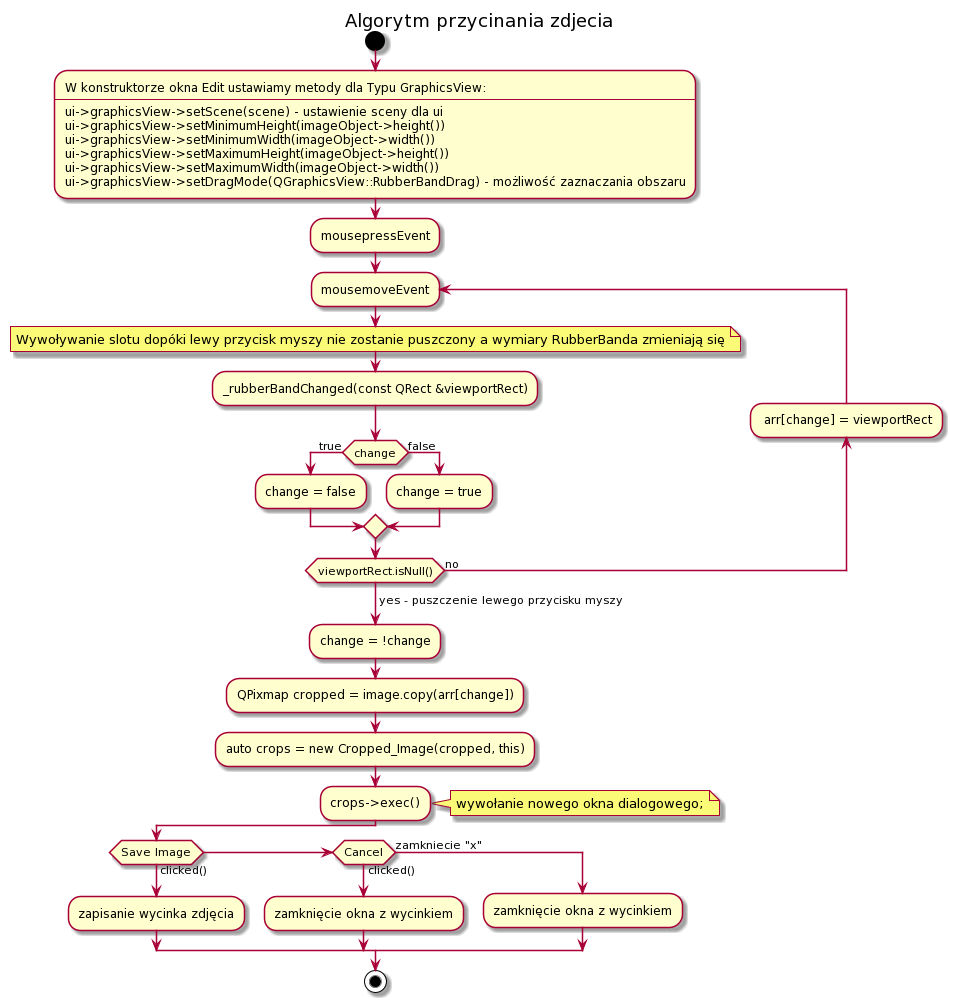 Algorytm przycinania zdjecia
W konstruktorze okna Edit ustawiamy metody dla Typu GraphicsView:
ui->graphicsView->setScene(scene) - ustawienie sceny dla ui
ui->graphicsView->setMinimumHeight(imageObject->height())
ui->graphicsView->setMinimumWidth(imageObject->width())
ui->graphicsView->setMaximumHeight(imageObject->height())
ui->graphicsView->setMaximumWidth(imageObject->width())
ui->graphicsView->setDragMode(QGraphicsView::RubberBandDrag) - możliwość zaznaczania obszaru
mousepressEvent
mousemoveEvent
Wywoływanie slotu dopóki lewy przycisk myszy nie zostanie puszczony a wymiary RubberBanda zmieniają się
_rubberBandChanged(const QRect &viewportRect)
arr[change] = viewportRect
true
change
false
change = false
change = true
viewportRect.isNull()
no
yes - puszczenie lewego przycisku myszy
change = !change
QPixmap cropped = image.copy(arr[change])
auto crops = new Cropped_Image(cropped, this)
crops->exec()
wywołanie nowego okna dialogowego;
Save Image
Cancel
zamkniecie "x"
clicked()
clicked()
zapisanie wycinka zdjęcia
zamknięcie okna z wycinkiem
zamknięcie okna z wycinkiem